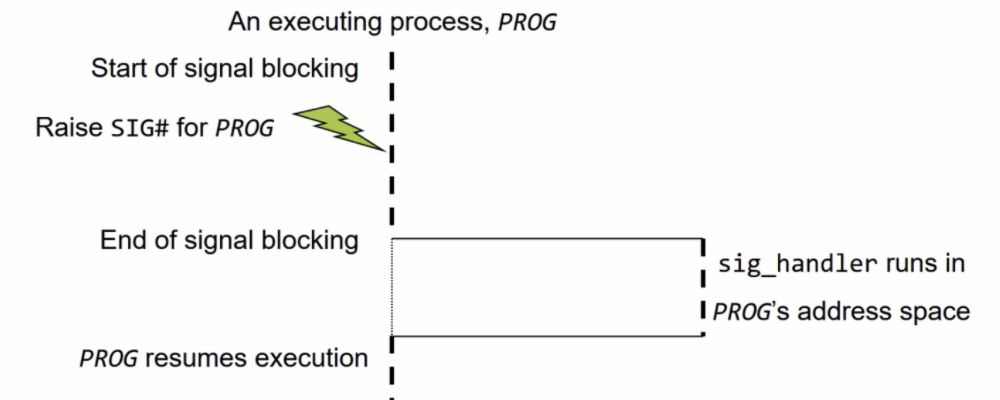 An executing process, PROG
Start of signal blocking
Raise SIG# for PROG
End of signal blocking
sig_handler runs in
PROG's address space
PROG resumes execution